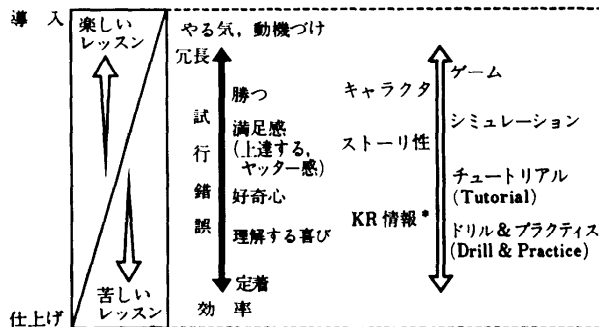 導 入
楽しい
レッスン
苦しい
レッスン
仕上げ
やる気，動機づけ
冗長
試行錯誤
勝つ
満足感
(上達する，
ヤッター感)
好奇心
理解する喜び
定着
効 率
キャラクタ
ストーリ性
KR 情報*
ゲーム
シミュレーション
チュートリアル
(Tutorial)
ドリル&プラクティス
(Drill & Practice)